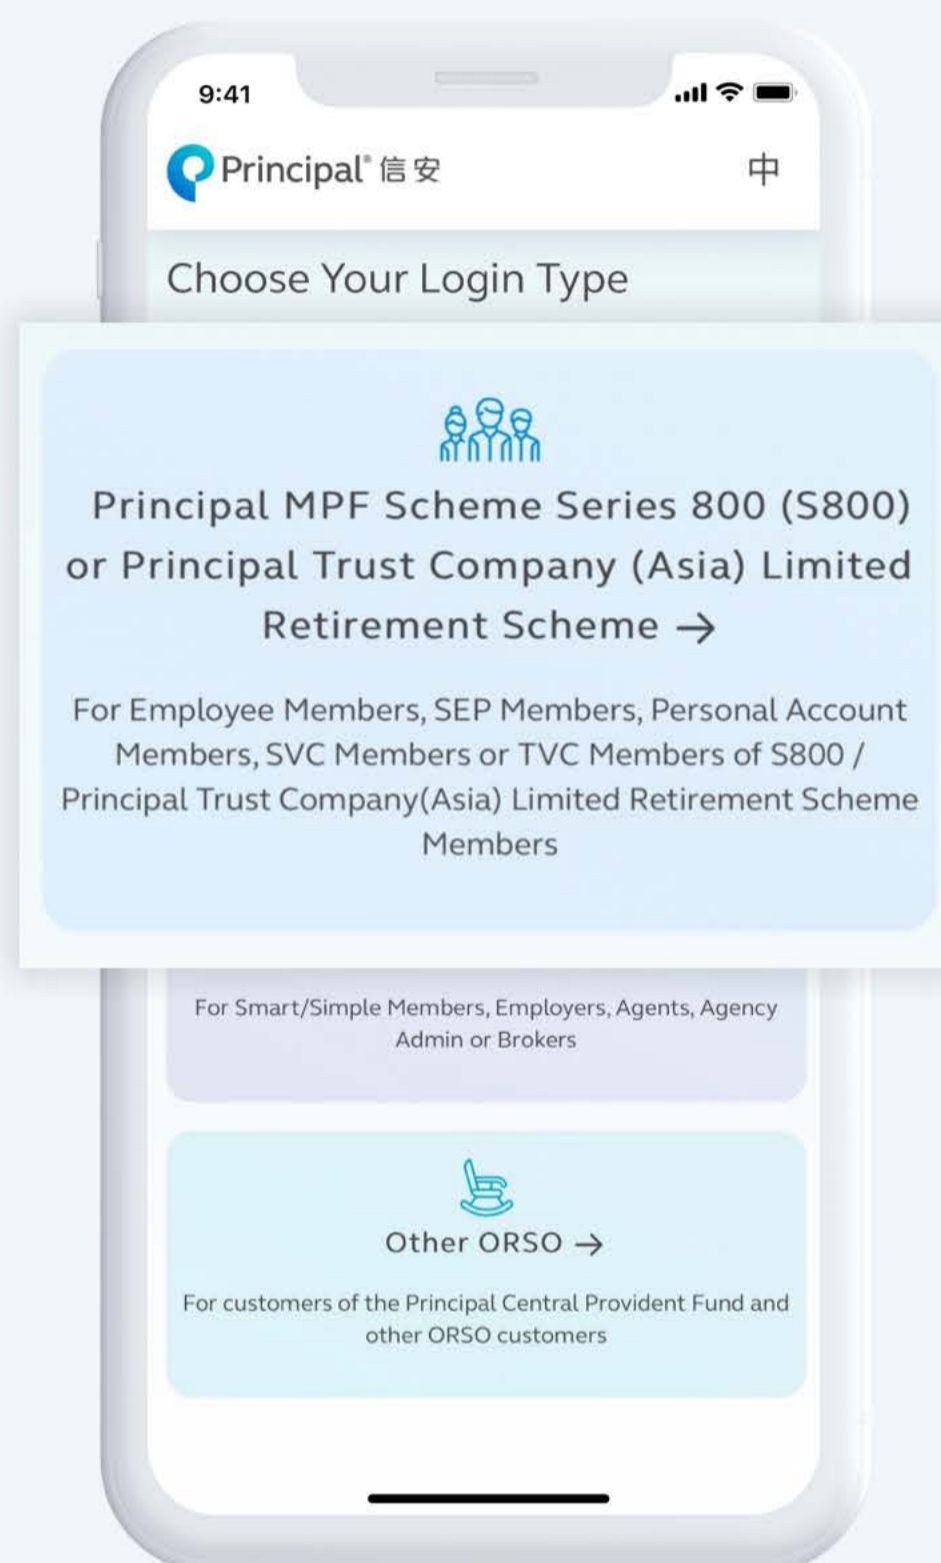 9:41
Principal® 信安
中
Choose Your Login Type
Principal MPF Scheme Series 800 (S800)
or Principal Trust Company (Asia) Limited
Retirement Scheme →
For Employee Members, SEP Members, Personal Account
Members, SVC Members or TVC Members of S800 /
Principal Trust Company(Asia) Limited Retirement Scheme
Members
For Smart/Simple Members, Employers, Agents, Agency
Admin or Brokers
Other ORSO →
For customers of the Principal Central Provident Fund and
other ORSO customers